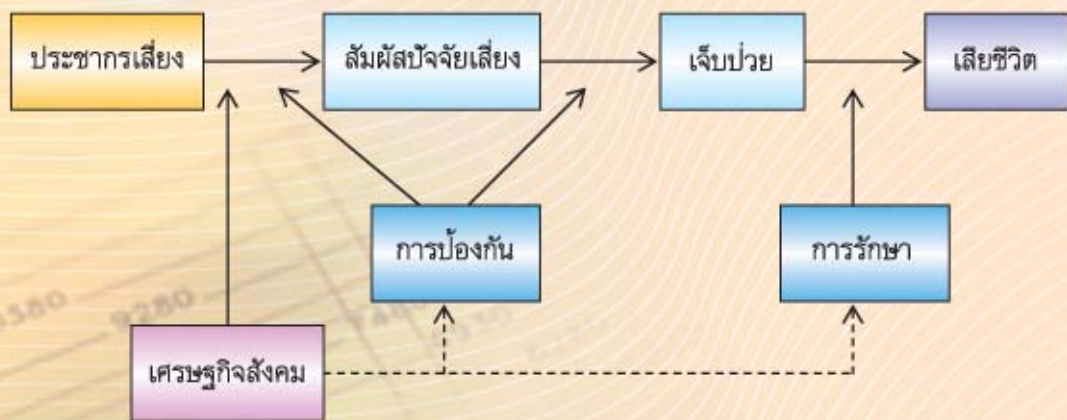 ประชากรเสี่ยง
สัมผัสปัจจัยเสี่ยง
เจ็บป่วย
เสียชีวิต
การป้องกัน
การรักษา
9280
เศรษฐกิจสังคม